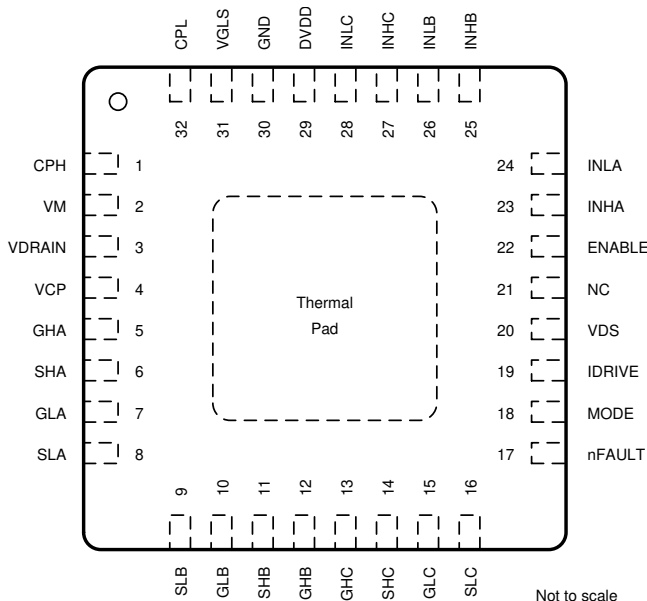 CPL VGLS GND DVDD INLC INHC INLB INHB
32 31 30 29 28 27 26 25
CPH 1 24 INLA
VM 2 23 INHA
VDRAIN 3 22 ENABLE
VCP 4 21 NC
GHA 5 20 VDS
SHA 6 19 IDRIVE
GLA 7 18 MODE
SLA 8 17 nFAULT
Thermal
Pad
9 10 11 12 13 14 15 16
SLB GLB SHB GHB GHC SHC GLC SLC
Not to scale